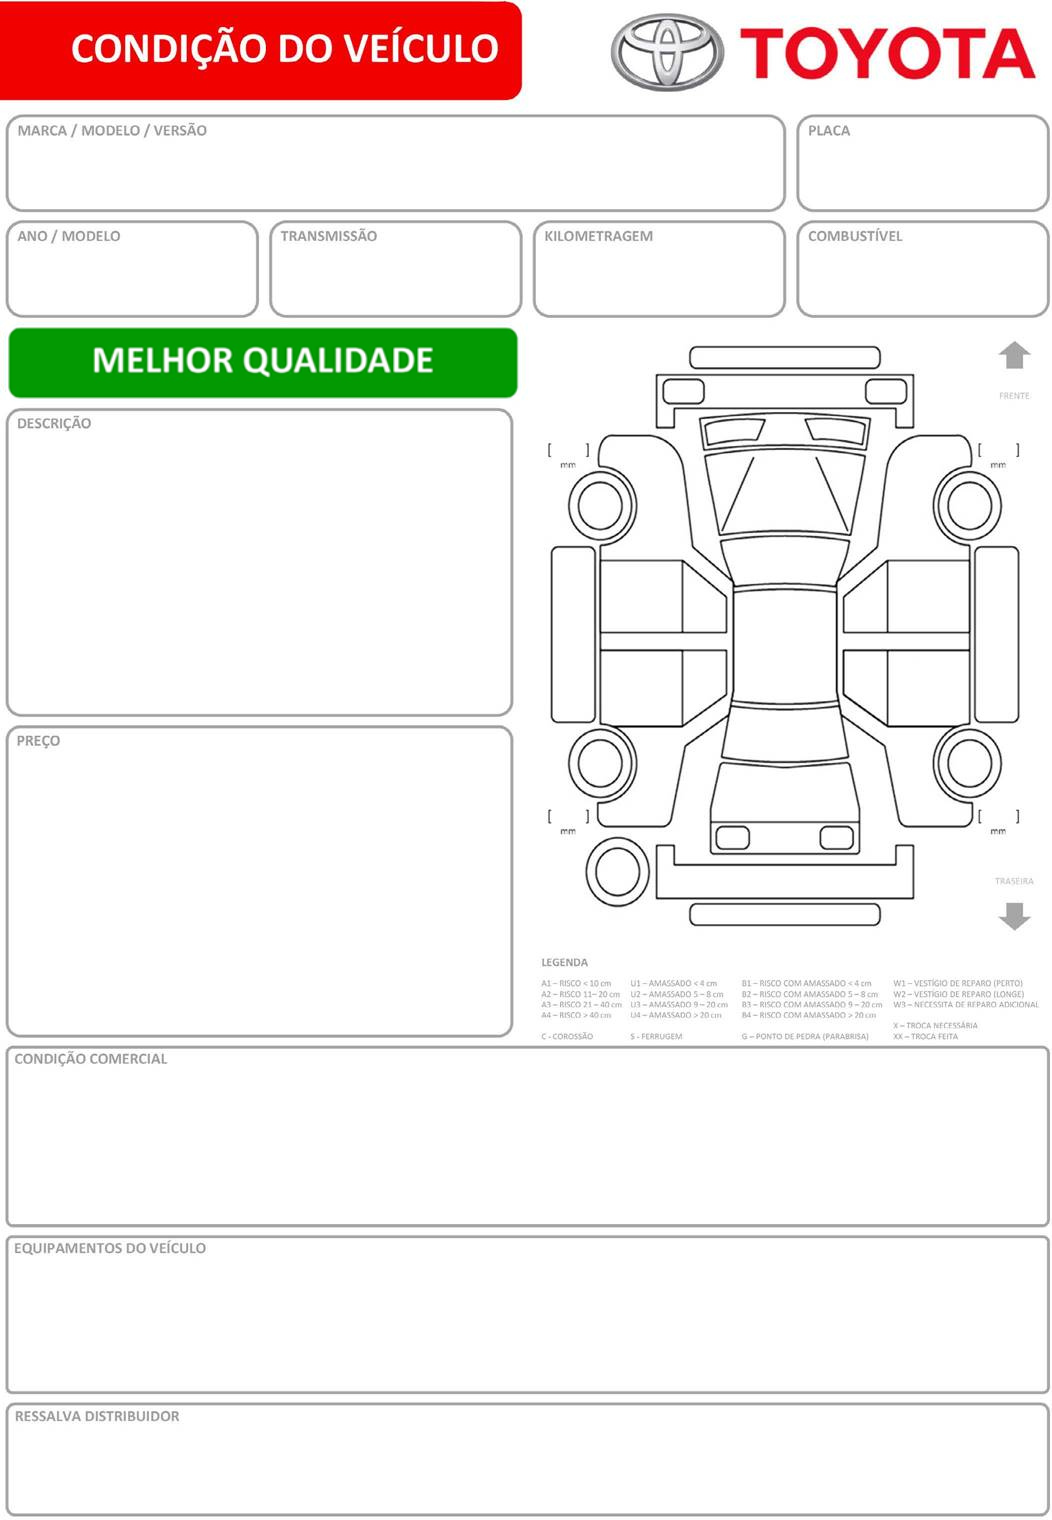 CONDIÇÃO DO VEÍCULO
TOYOTA
MARCA / MODELO / VERSÃO
PLACA
ANO / MODELO
TRANSMISSÃO
KILOMETRAGEM
COMBUSTÍVEL
MELHOR QUALIDADE
FRENTE
DESCRIÇÃO
[ ]
mm
[ ]
mm
PREÇO
[ ]
mm
[ ]
mm
TRASEIRA
LEGENDA
A1 – RISCO < 10 cm U1 – AMASSADO < 4 cm B1 – RISCO COM AMASSADO < 4 cm W1 – VESTÍGIO DE REPARO (PERTO)
A2 – RISCO 11– 20 cm U2 – AMASSADO 5 – 8 cm B2 – RISCO COM AMASSADO 5 – 8 cm W2 – VESTÍGIO DE REPARO (LONGE)
A3 – RISCO 21 – 40 cm U3 – AMASSADO 9 – 20 cm B3 – RISCO COM AMASSADO 9 – 20 cm W3 – NECESSITA DE REPARO ADICIONAL
A4 – RISCO > 40 cm U4 – AMASSADO > 20 cm B4 – RISCO COM AMASSADO > 20 cm
X – TROCA NECESSÁRIA
C - COROSSÃO S - FERRUGEM G – PONTO DE PEDRA (PARABRISA) XX – TROCA FEITA
CONDIÇÃO COMERCIAL
EQUIPAMENTOS DO VEÍCULO
RESSALVA DISTRIBUIDOR